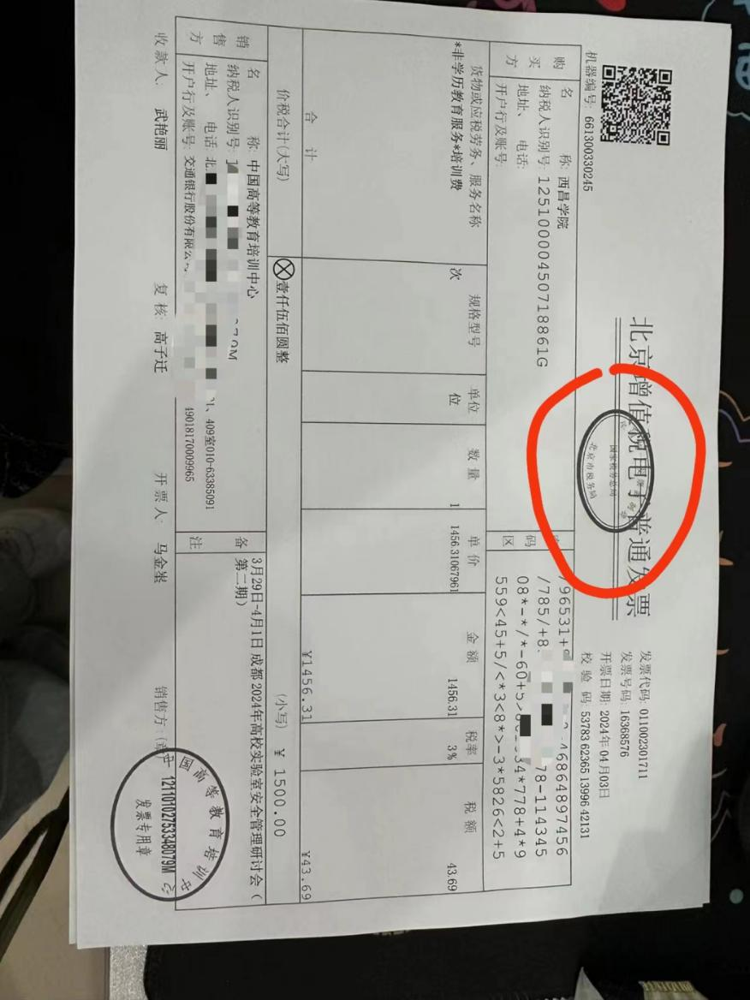 北京增值税电子普通发票
国家税务总局
北京市税务局
机器编号: 661300330245
发票代码: 011002301711
发票号码: 16368576
开票日期: 2024年04月03日
校验码: 53783 62365 13996 42131
购买方
名称: 西昌学院
纳税人识别号: 12510000450718861G
地址、电话:
开户行及账号:
码区
796531+9
46864897456
/785/+8
78-114345
08*-*/*-60+5>
34*778+4*9
559<45+5/<*3<8*>-3*5826<2+5
货物或应税劳务、服务名称 规格型号 单位 数量 单价 金额 税率 税额
*非学历教育服务*培训费 次 位 1 1456.31067961 1456.31 3% 43.69
合计 ¥1456.31 ¥43.69
价税合计(大写) ⊗壹仟伍佰圆整 (小写) ¥ 1500.00
销售方
名称: 中国高等教育培训中心
纳税人识别号: 1
地址、电话: 北
、409室010-63385091
开户行及账号: 交通银行股份有限公
49018170009965
备注
3月29日-4月1日 成都 2024年高校实验室安全管理研讨会(
第二期)
收款人: 武艳丽 复核: 高子迁 开票人: 马金玺 销售方:(章)
中国高等教育培训中心
12110102753348079M
发票专用章